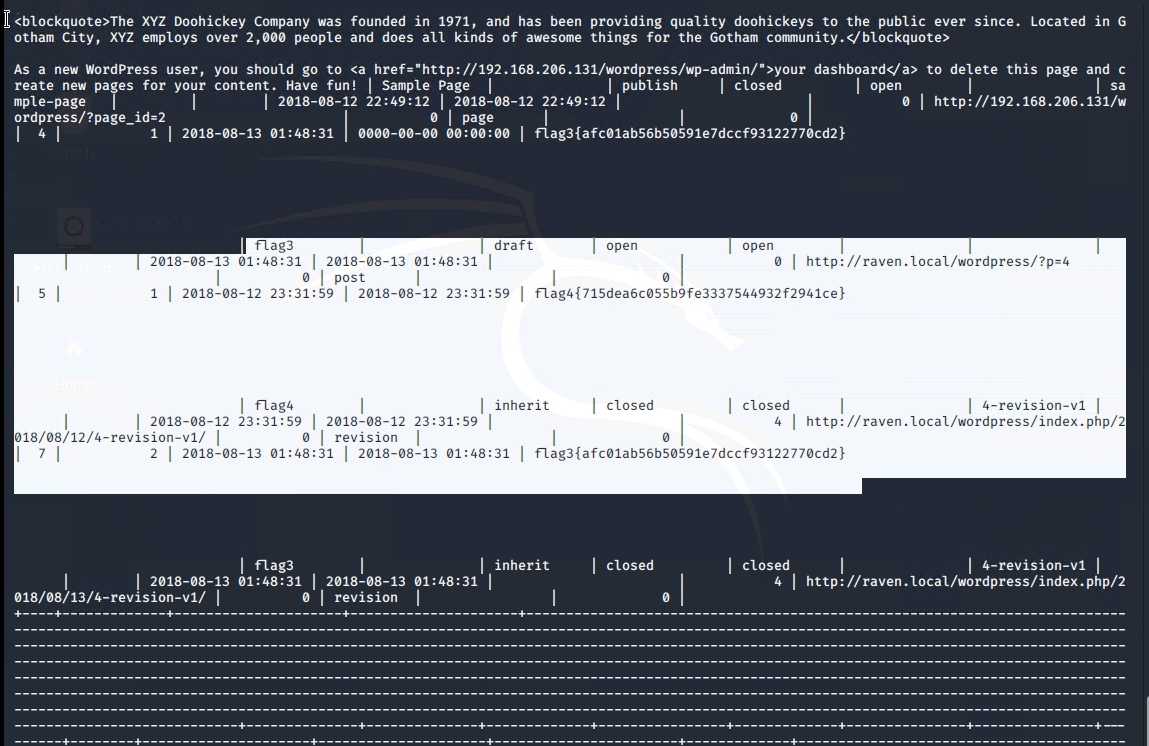 <blockquote>The XYZ Doohickey Company was founded in 1971, and has been providing quality doohickeys to the public ever since. Located in G
otham City, XYZ employs over 2,000 people and does all kinds of awesome things for the Gotham community.</blockquote>
As a new WordPress user, you should go to <a href="http://192.168.206.131/wordpress/wp-admin/">your dashboard</a> to delete this page and c
reate new pages for your content. Have fun! | Sample Page | | publish | closed | open | | sa
mple-page | | | 2018-08-12 22:49:12 | 2018-08-12 22:49:12 | | 0 | http://192.168.206.131/w
ordpress/?page_id=2 | 0 | page | | 0 |
| 4 | 1 | 2018-08-13 01:48:31 | 0000-00-00 00:00:00 | flag3{afc01ab56b50591e7dccf93122770cd2}
| flag3 | | draft | open | open | | |
| | 2018-08-13 01:48:31 | 2018-08-13 01:48:31 | | 0 | http://raven.local/wordpress/?p=4
| 0 | post | | 0 |
| 5 | 1 | 2018-08-12 23:31:59 | 2018-08-12 23:31:59 | flag4{715dea6c055b9fe3337544932f2941ce}
Home
| flag4 | | inherit | closed | closed | | 4-revision-v1 |
| | 2018-08-12 23:31:59 | 2018-08-12 23:31:59 | | 4 | http://raven.local/wordpress/index.php/2
018/08/12/4-revision-v1/ | 0 | revision | | 0 |
| 7 | 2 | 2018-08-13 01:48:31 | 2018-08-13 01:48:31 | flag3{afc01ab56b50591e7dccf93122770cd2}
| flag3 | | inherit | closed | closed | | 4-revision-v1 |
| | 2018-08-13 01:48:31 | 2018-08-13 01:48:31 | | 4 | http://raven.local/wordpress/index.php/2
018/08/13/4-revision-v1/ | 0 | revision | | 0 |